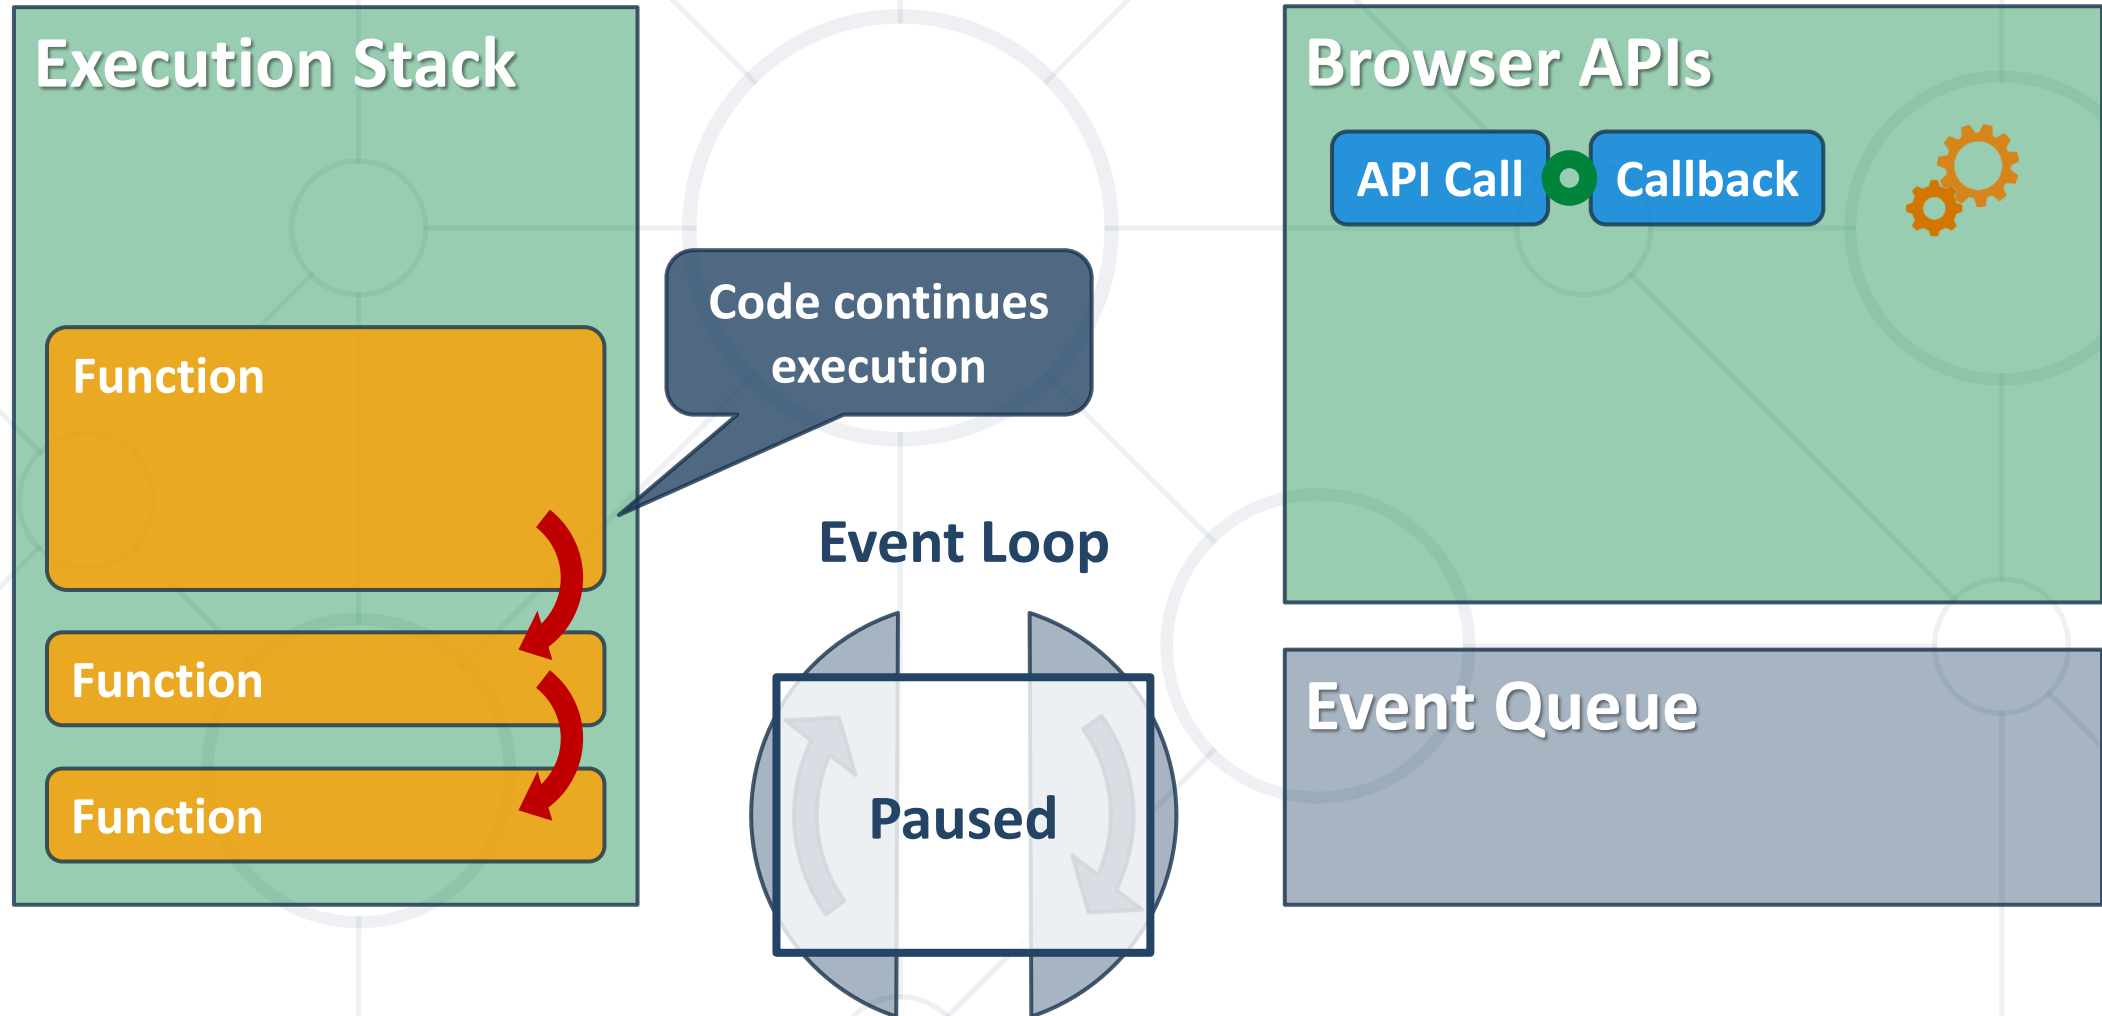 Execution Stack
Function
Function
Function
Code continues
execution
Event Loop
Paused
Browser APIs
API Call
Callback
Event Queue